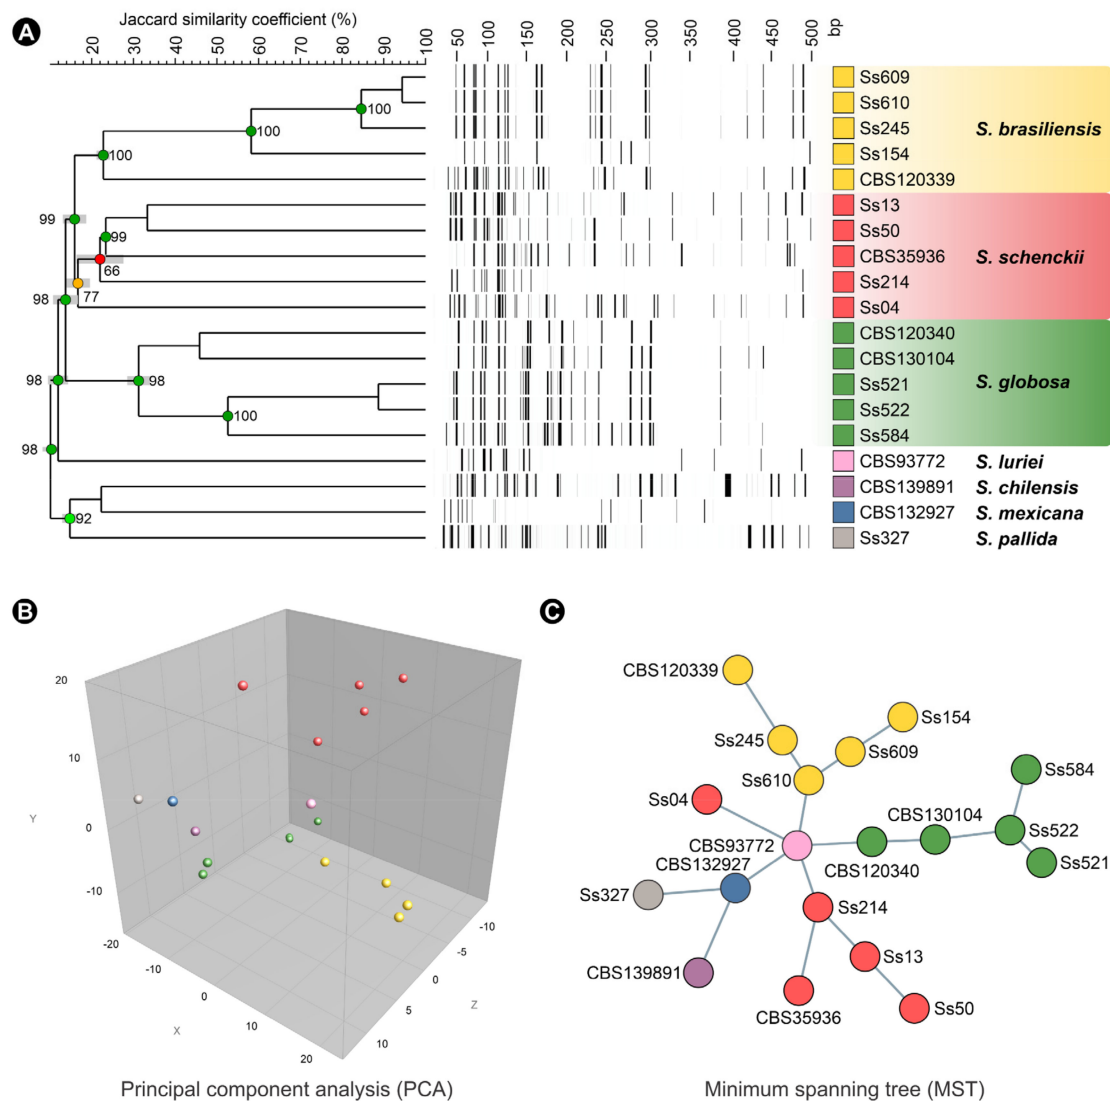 A
Jaccard similarity coefficient (%)
20
30
40
50
60
70
80
90
100
50
100
150
200
250
300
350
400
450
500
bp
Ss609
Ss610
Ss245
Ss154
CBS120339
S. brasiliensis
Ss13
Ss50
CBS35936
Ss214
Ss04
S. schenckii
CBS120340
CBS130104
Ss521
Ss522
Ss584
S. globosa
CBS93772 S. luriei
CBS139891 S. chilensis
CBS132927 S. mexicana
Ss327 S. pallida
100
100
100
99
99
66
77
98
98
98
100
98
92
B
20
10
0
-10
-20
Y
-10
0
10
20
X
-10
-5
0
5
10
Z
Principal component analysis (PCA)
C
CBS120339
Ss154
Ss245
Ss609
Ss610
Ss584
Ss04
CBS130104
Ss522
CBS93772
CBS132927
CBS120340
Ss521
Ss327
Ss214
Ss13
CBS139891
CBS35936
Ss50
Minimum spanning tree (MST)